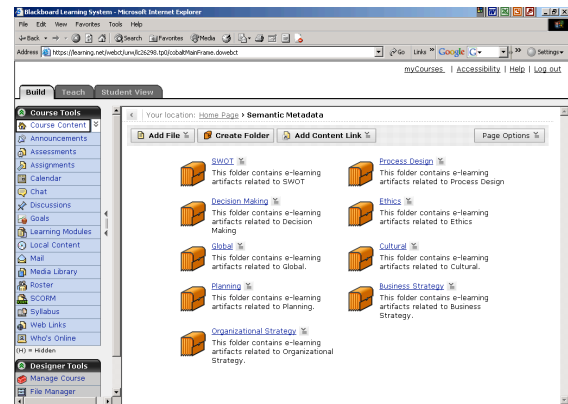 Blackboard Learning System - Microsoft Internet Explorer
File Edit View Favorites Tools Help
Back Search Favorites Media
Address https://learning.net/webct/urw/lc26298.tp0/cobaltMainFrame.dowebct Go Links » Google G » Settings
myCourses | Accessibility | Help | Log out
Build Teach Student View
Course Tools
Course Content
Announcements
Assessments
Assignments
Calendar
Chat
Discussions
Goals
Learning Modules
Local Content
Mail
Media Library
Roster
SCORM
Syllabus
Web Links
Who's Online
(H) = Hidden
Designer Tools
Manage Course
File Manager
Your location: Home Page > Semantic Metadata
Add File Create Folder Add Content Link Page Options
SWOT
This folder contains e-learning
artifacts related to SWOT
Process Design
This folder contains e-learning
artifacts related to Process Design
Decision Making
This folder contains e-learning
artifacts related to Decision
Making
Ethics
This folder contains e-learning
artifacts related to Ethics
Global
This folder contains e-learning
artifacts related to Global.
Cultural
This folder contains e-learning
artifacts related to Cultural.
Planning
This folder contains e-learning
artifacts related to Planning.
Business Strategy
This folder contains e-learning
artifacts related to Business
Strategy.
Organizational Strategy
This folder contains e-learning
artifacts related to Organizational
Strategy.